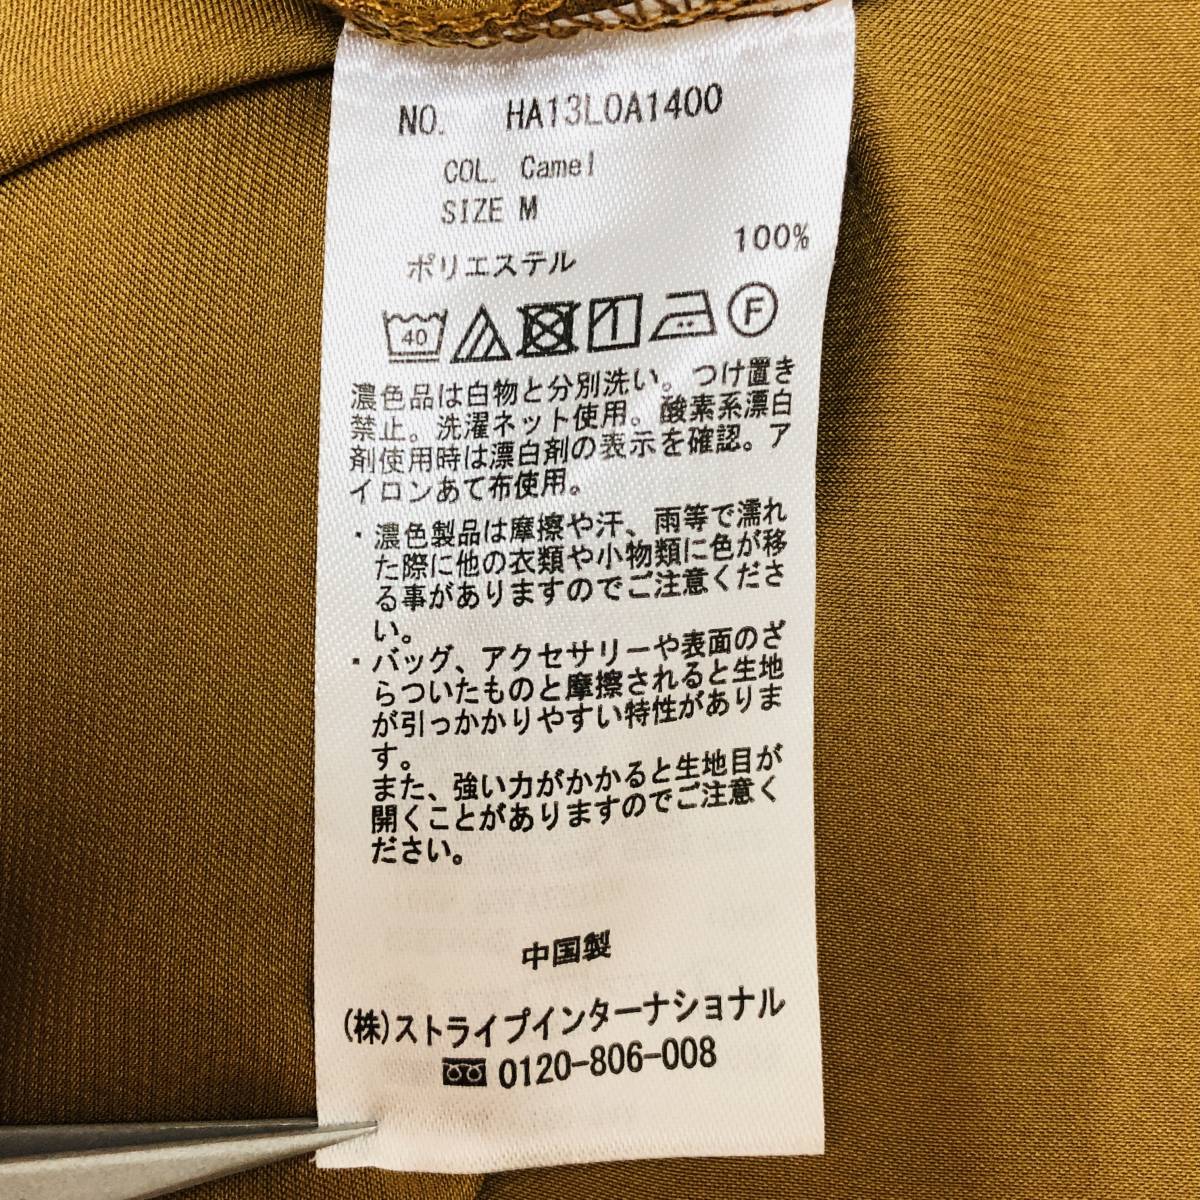 NO. HA13L0A1400
COL. Camel
SIZE M
ポリエステル 100%
40 F
濃色品は白物と分別洗い。つけ置き
禁止。洗濯ネット使用。酸素系漂白
剤使用時は漂白剤の表示を確認。ア
イロンあて布使用。
・濃色製品は摩擦や汗、雨等で濡れ
た際に他の衣類や小物類に色が移
る事がありますのでご注意くださ
い。
・バッグ、アクセサリーや表面のざ
らついたものと摩擦されると生地
が引っかかりやすい特性がありま
す。
また、強い力がかかると生地目が
開くことがありますのでご注意く
ださい。
中国製
(株)ストライプインターナショナル
0120-806-008